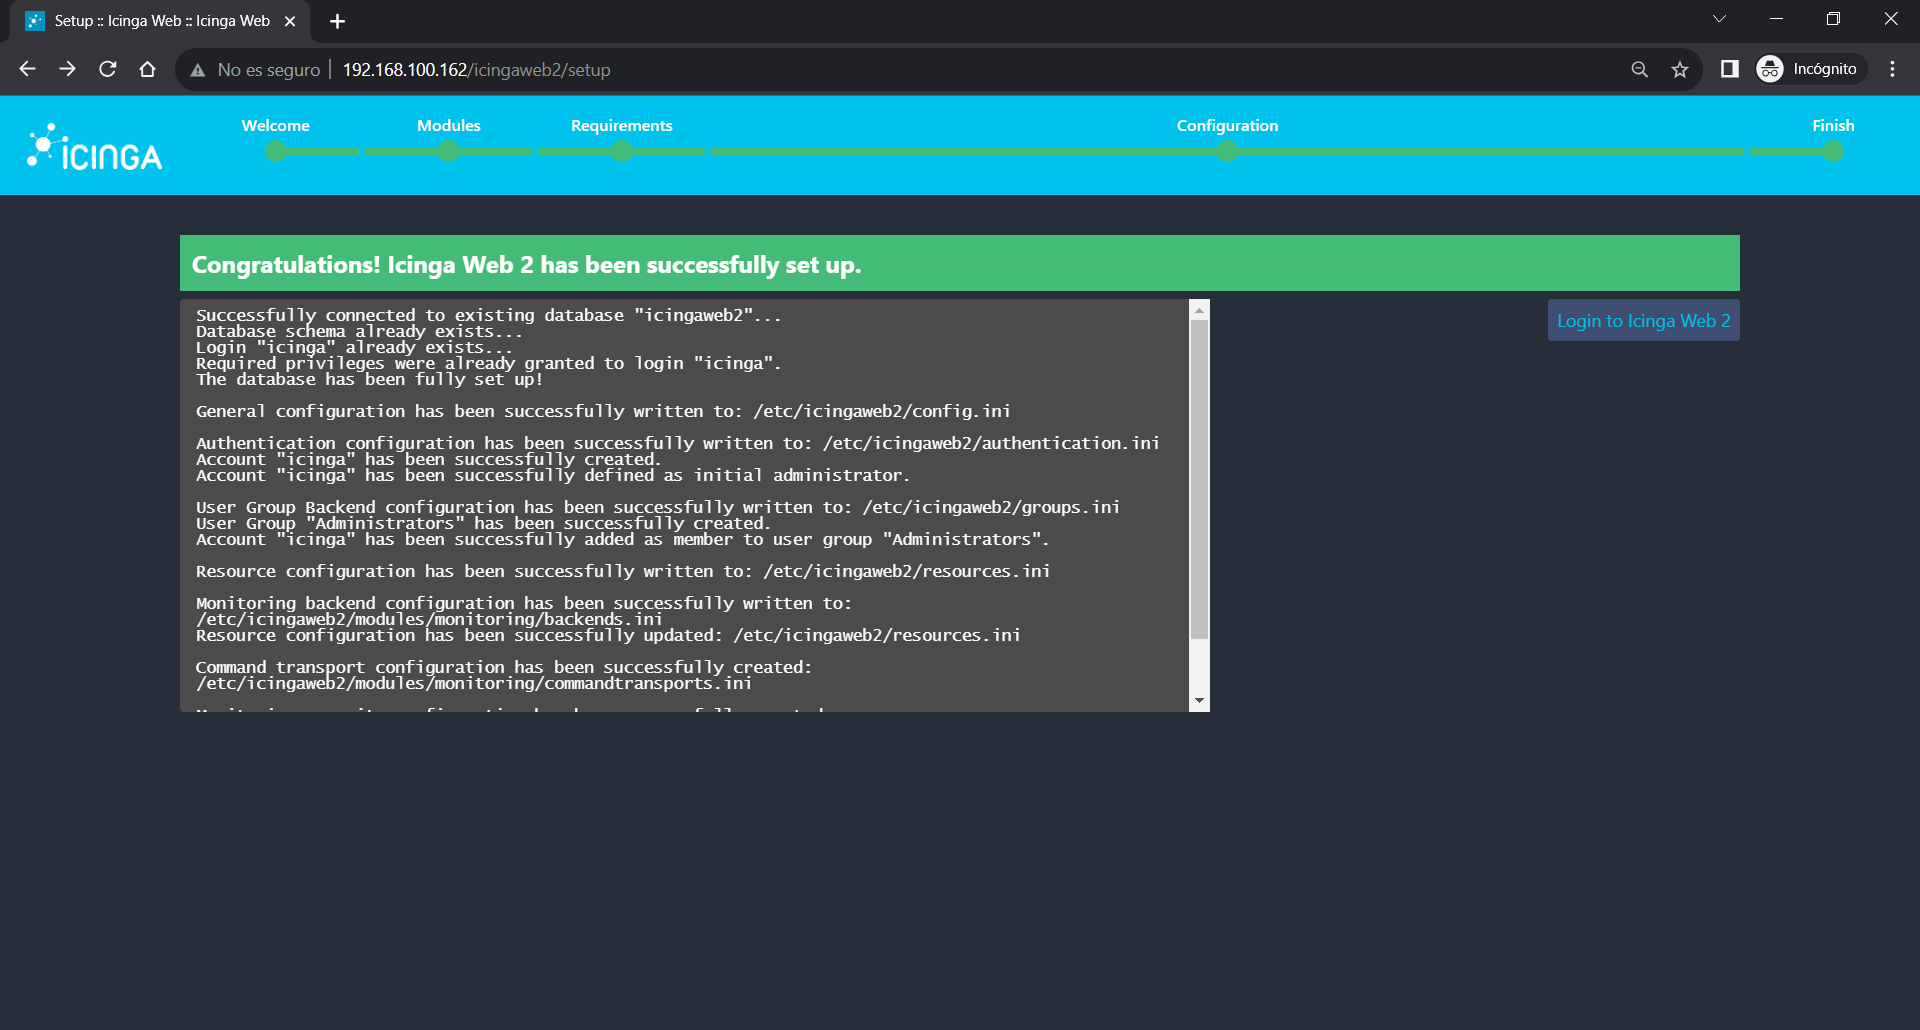 Setup :: Icinga Web :: Icinga Web
No es seguro
192.168.100.162/icingaweb2/setup
Incógnito
ICINGA
Welcome
Modules
Requirements
Configuration
Finish
Congratulations! Icinga Web 2 has been successfully set up.
Login to Icinga Web 2
Successfully connected to existing database "icingaweb2"...
Database schema already exists...
Login "icinga" already exists...
Required privileges were already granted to login "icinga".
The database has been fully set up!
General configuration has been successfully written to: /etc/icingaweb2/config.ini
Authentication configuration has been successfully written to: /etc/icingaweb2/authentication.ini
Account "icinga" has been successfully created.
Account "icinga" has been successfully defined as initial administrator.
User Group Backend configuration has been successfully written to: /etc/icingaweb2/groups.ini
User Group "Administrators" has been successfully created.
Account "icinga" has been successfully added as member to user group "Administrators".
Resource configuration has been successfully written to: /etc/icingaweb2/resources.ini
Monitoring backend configuration has been successfully written to:
/etc/icingaweb2/modules/monitoring/backends.ini
Resource configuration has been successfully updated: /etc/icingaweb2/resources.ini
Command transport configuration has been successfully created:
/etc/icingaweb2/modules/monitoring/commandtransports.ini